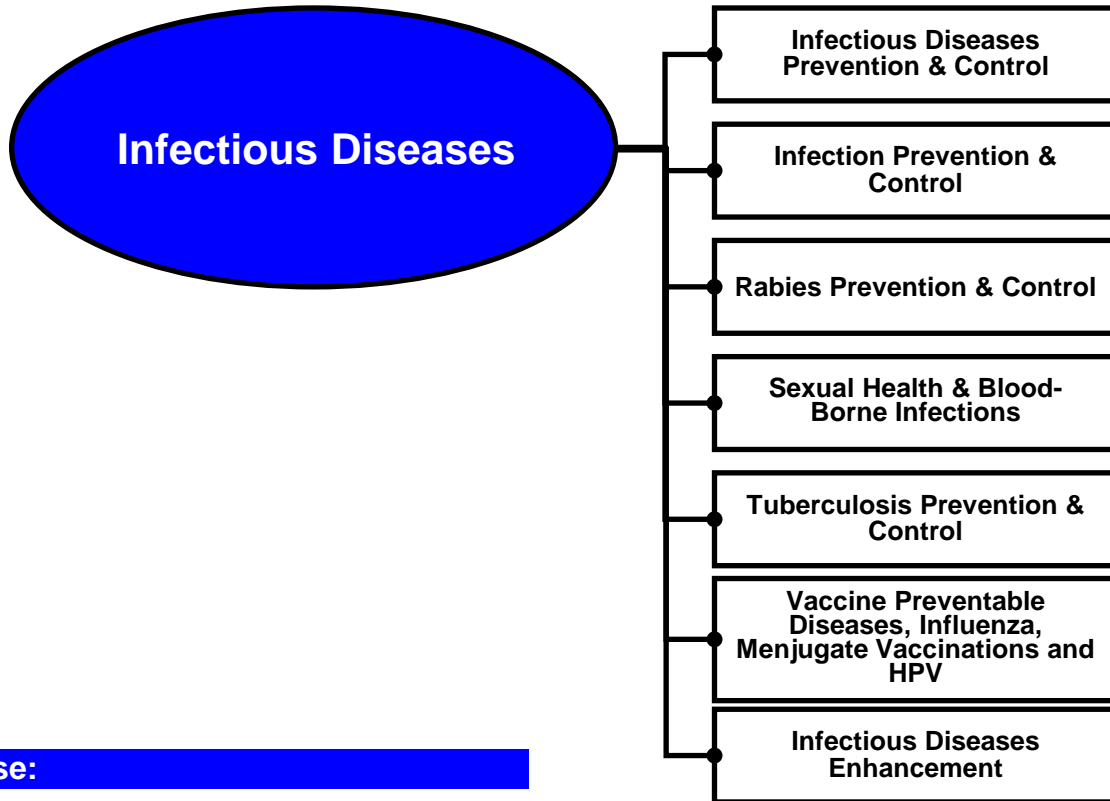 Infectious Diseases
Infectious Diseases
Prevention & Control
Infection Prevention &
Control
Rabies Prevention & Control
Sexual Health & Blood-
Borne Infections
Tuberculosis Prevention &
Control
Vaccine Preventable
Diseases, Influenza,
Menjugate Vaccinations and
HPV
Infectious Diseases
Enhancement
se: